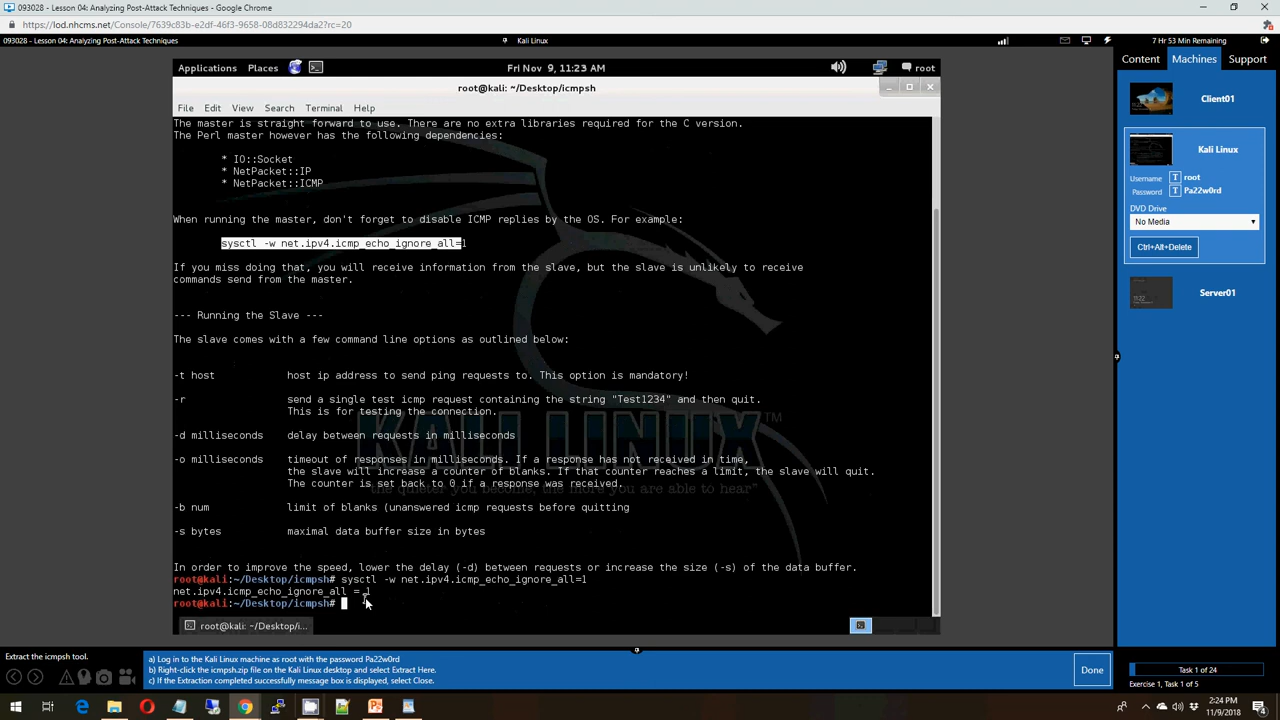 093028 - Lesson 04: Analyzing Post-Attack Techniques - Google Chrome
https://lod.nhcms.net/Console/7639c83b-e2df-46f3-9658-08d832294da2?rc=20
093028 - Lesson 04: Analyzing Post-Attack Techniques
Kali Linux
7 Hr 53 Min Remaining
Applications Places
Fri Nov 9, 11:23 AM
root
root@kali: ~/Desktop/icmpsh
File Edit View Search Terminal Help
The master is straight forward to use. There are no extra libraries required for the C version.
The Perl master however has the following dependencies:
* IO::Socket
* NetPacket::IP
* NetPacket::ICMP
When running the master, don't forget to disable ICMP replies by the OS. For example:
sysctl -w net.ipv4.icmp_echo_ignore_all=1
If you miss doing that, you will receive information from the slave, but the slave is unlikely to receive
commands send from the master.
--- Running the Slave ---
The slave comes with a few command line options as outlined below:
-t host host ip address to send ping requests to. This option is mandatory!
-r send a single test icmp request containing the string "Test1234" and then quit.
This is for testing the connection.
-d milliseconds delay between requests in milliseconds
-o milliseconds timeout of responses in milliseconds. If a response has not received in time,
the slave will increase a counter of blanks. If that counter reaches a limit, the slave will quit.
The counter is set back to 0 if a response was received.
-b num limit of blanks (unanswered icmp requests before quitting
-s bytes maximal data buffer size in bytes
In order to improve the speed, lower the delay (-d) between requests or increase the size (-s) of the data buffer.
root@kali:~/Desktop/icmpsh# sysctl -w net.ipv4.icmp_echo_ignore_all=1
net.ipv4.icmp_echo_ignore_all = 1
root@kali:~/Desktop/icmpsh#
KALI LINUX™
"the quieter you become, the more you are able to hear"
root@kali: ~/Desktop/i...
Content Machines Support
Client01
Kali Linux
Username T root
Password T Pa22w0rd
DVD Drive
No Media
Ctrl+Alt+Delete
Server01
Extract the icmpsh tool.
a) Log in to the Kali Linux machine as root with the password Pa22w0rd
b) Right-click the icmpsh.zip file on the Kali Linux desktop and select Extract Here.
c) If the Extraction completed successfully message box is displayed, select Close.
Done
Task 1 of 24
Exercise 1, Task 1 of 5
2:24 PM
11/9/2018
4